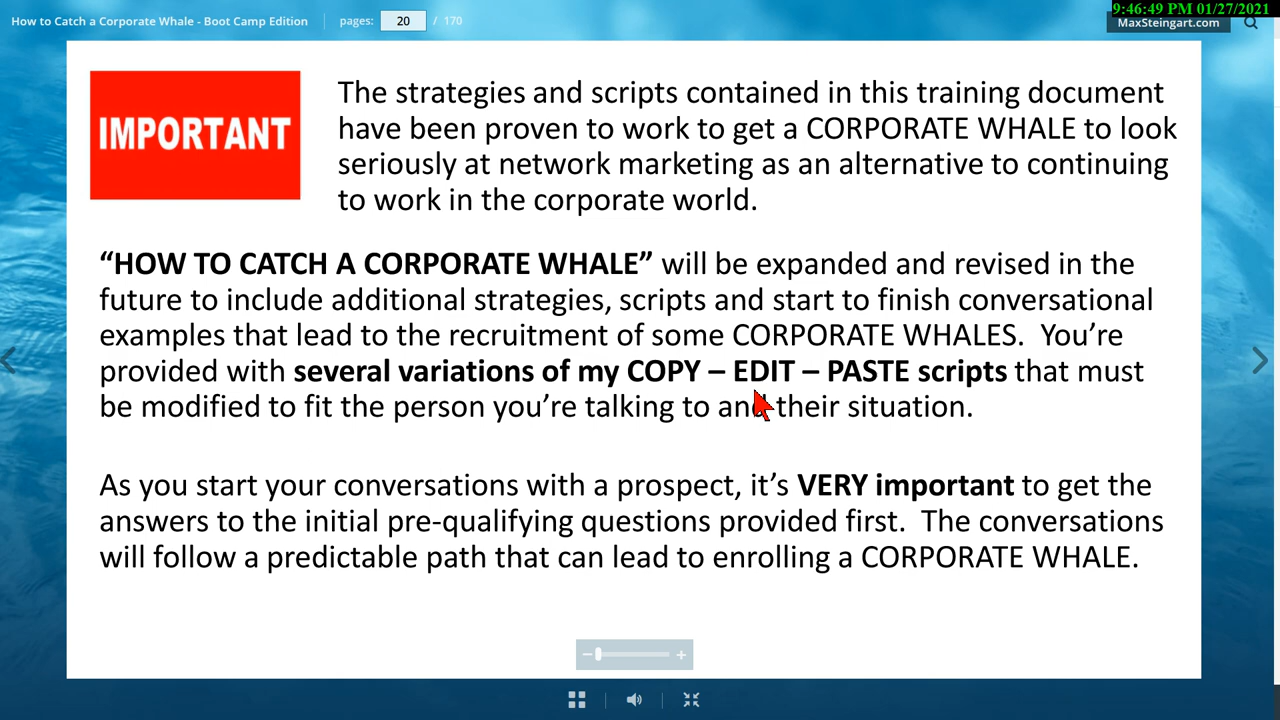 9:46:49 PM 01/27/2021
How to Catch a Corporate Whale - Boot Camp Edition pages: 20 / 170
MaxSteingart.com
IMPORTANT
The strategies and scripts contained in this training document
have been proven to work to get a CORPORATE WHALE to look
seriously at network marketing as an alternative to continuing
to work in the corporate world.
“HOW TO CATCH A CORPORATE WHALE” will be expanded and revised in the
future to include additional strategies, scripts and start to finish conversational
examples that lead to the recruitment of some CORPORATE WHALES. You’re
provided with several variations of my COPY – EDIT – PASTE scripts that must
be modified to fit the person you’re talking to and their situation.
As you start your conversations with a prospect, it’s VERY important to get the
answers to the initial pre-qualifying questions provided first. The conversations
will follow a predictable path that can lead to enrolling a CORPORATE WHALE.